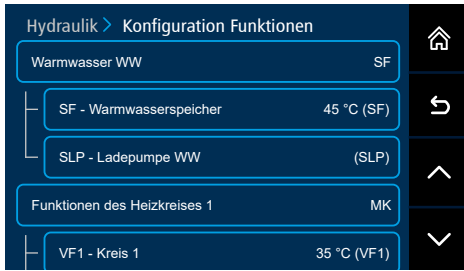 Hydraulik > Konfiguration Funktionen
Warmwasser WW SF
SF - Warmwasserspeicher 45 °C (SF)
SLP - Ladepumpe WW (SLP)
Funktionen des Heizkreises 1 MK
VF1 - Kreis 1 35 °C (VF1)